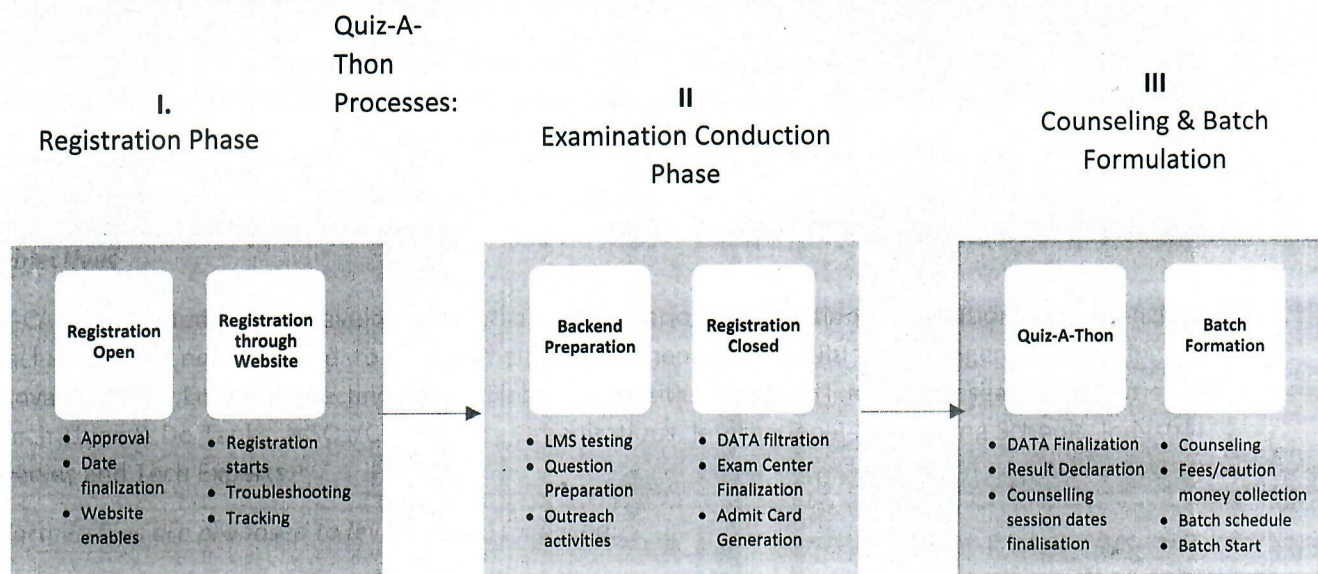 Quiz-A-
Thon
Processes:
I.
Registration Phase
II
Examination Conduction
Phase
III
Counseling & Batch
Formulation
Registration
Open
• Approval
• Date
finalization
• Website
enables
Registration
through
Website
• Registration
starts
• Troubleshooting
• Tracking
Backend
Preparation
• LMS testing
• Question
Preparation
• Outreach
activities
Registration
Closed
• DATA filtration
• Exam Center
Finalization
• Admit Card
Generation
Quiz-A-Thon
• DATA Finalization
• Result Declaration
• Counselling
session dates
finalisation
Batch
Formation
• Counseling
• Fees/caution
money collection
• Batch schedule
• Batch Start